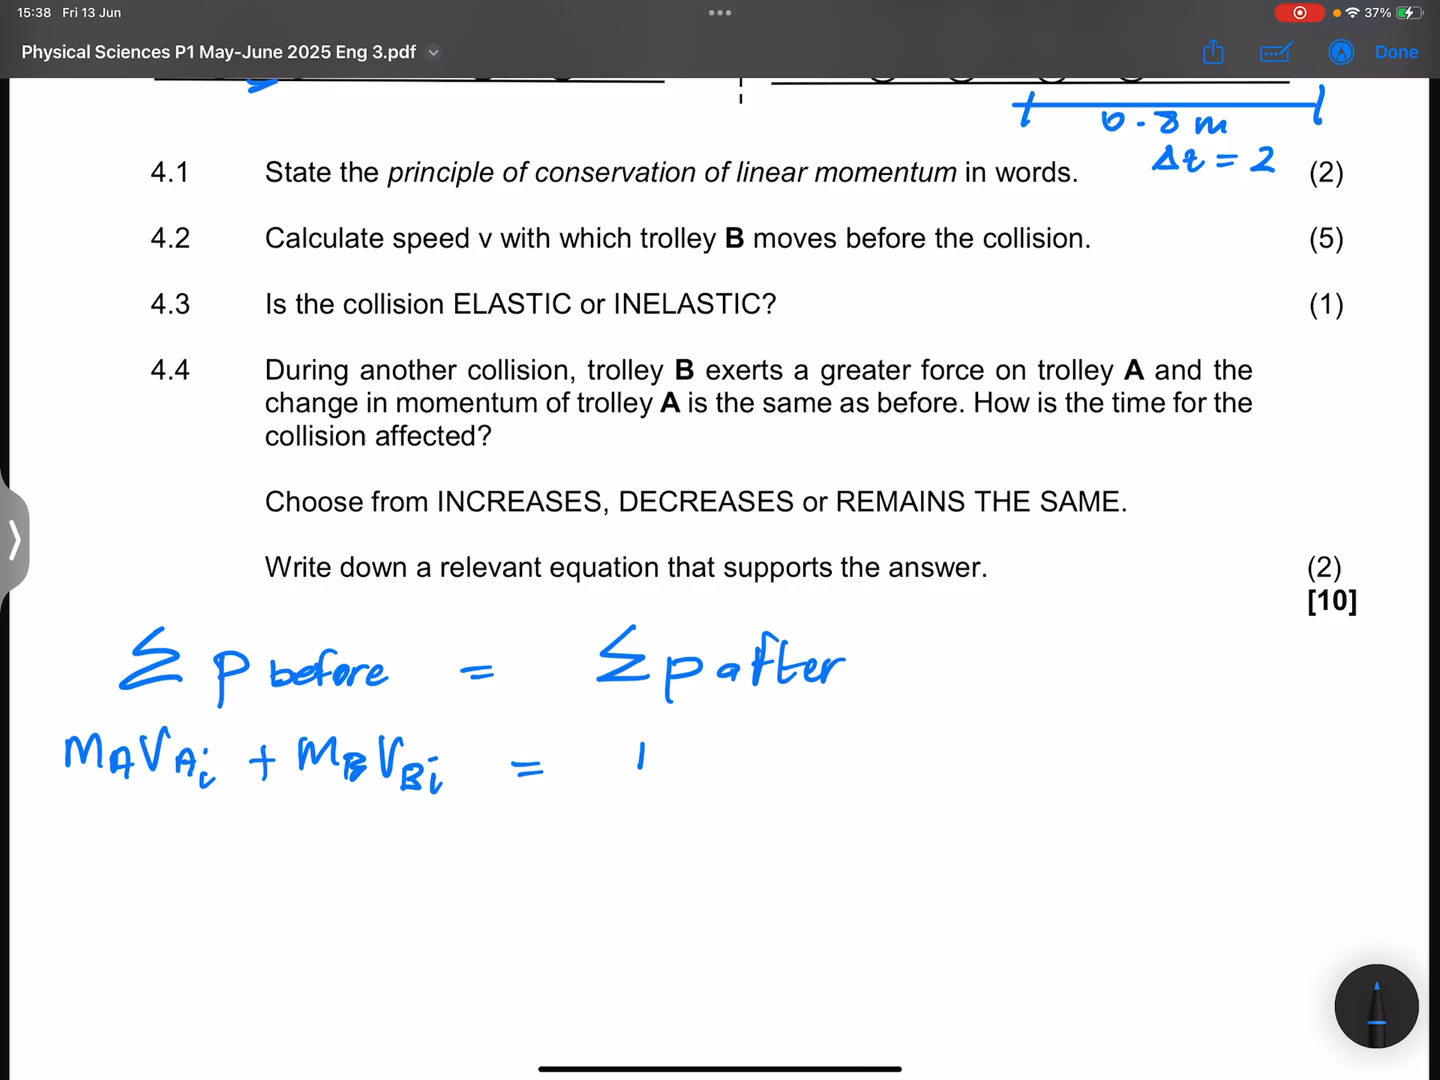 15:38 Fri 13 Jun
37%
Physical Sciences P1 May-June 2025 Eng 3.pdf
Done
0.8 m
Δt = 2
4.1 State the principle of conservation of linear momentum in words. (2)
4.2 Calculate speed v with which trolley B moves before the collision. (5)
4.3 Is the collision ELASTIC or INELASTIC? (1)
4.4 During another collision, trolley B exerts a greater force on trolley A and the
change in momentum of trolley A is the same as before. How is the time for the
collision affected?
Choose from INCREASES, DECREASES or REMAINS THE SAME.
Write down a relevant equation that supports the answer. (2)
[10]
Σ p before = Σ p after
mAVAi + mBVBi =